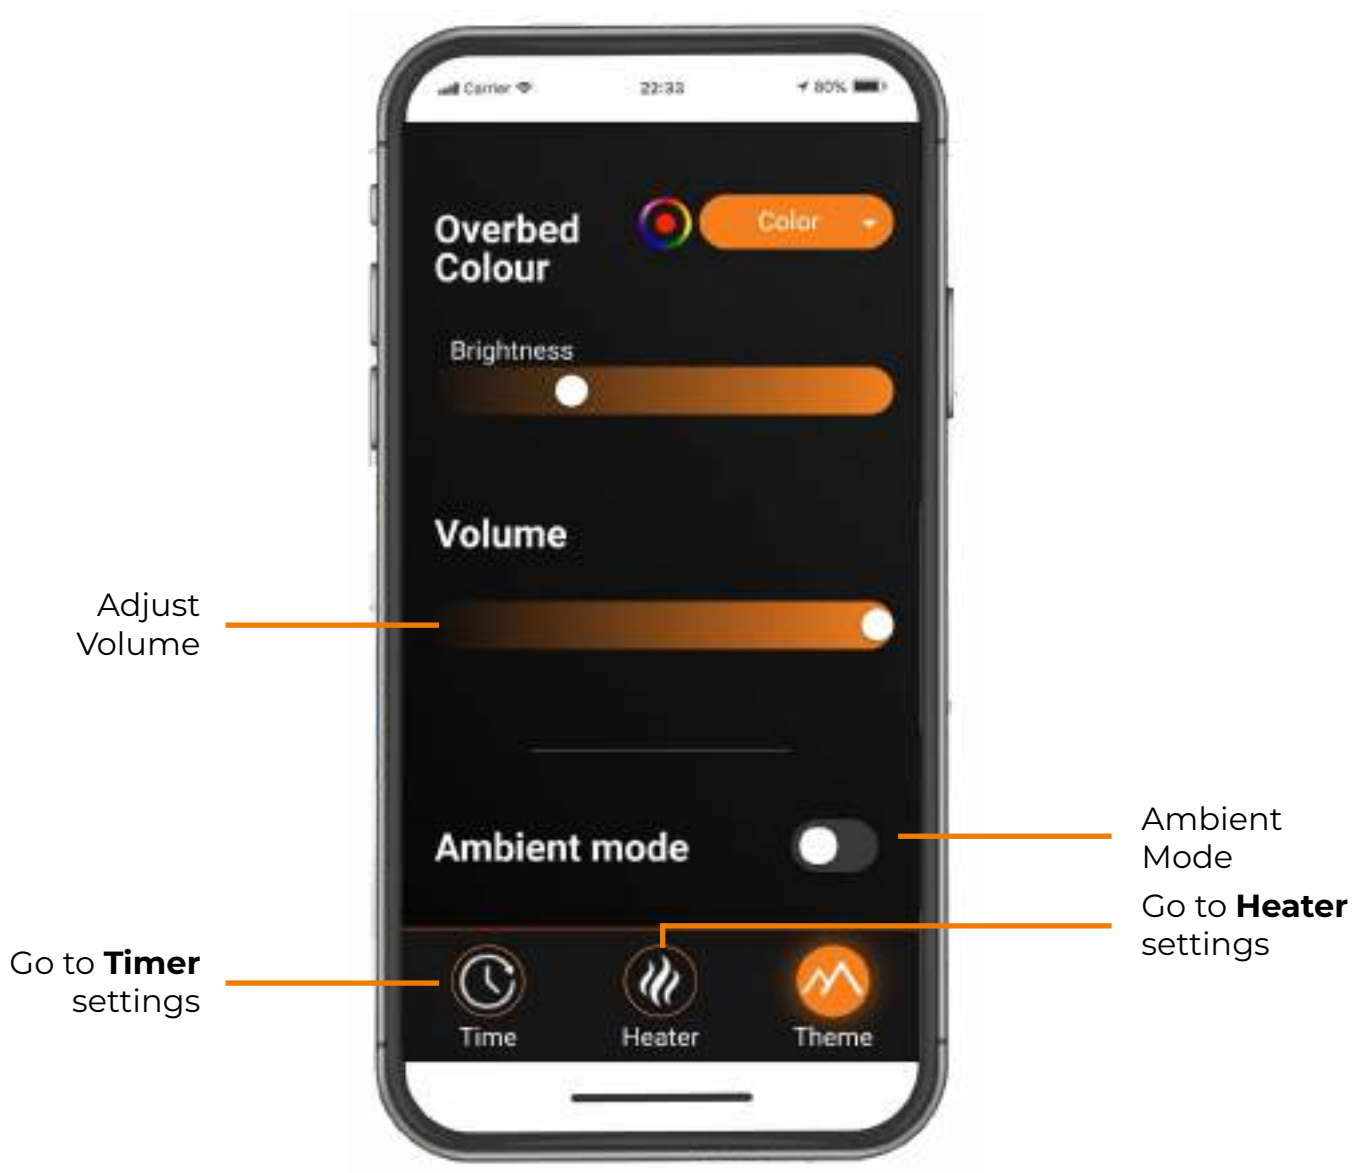 Carrier
22:33
80%
Overbed
Colour
Color
Brightness
Volume
Adjust
Volume
Ambient mode
Ambient
Mode
Go to Heater
settings
Go to Timer
settings
Time
Heater
Theme